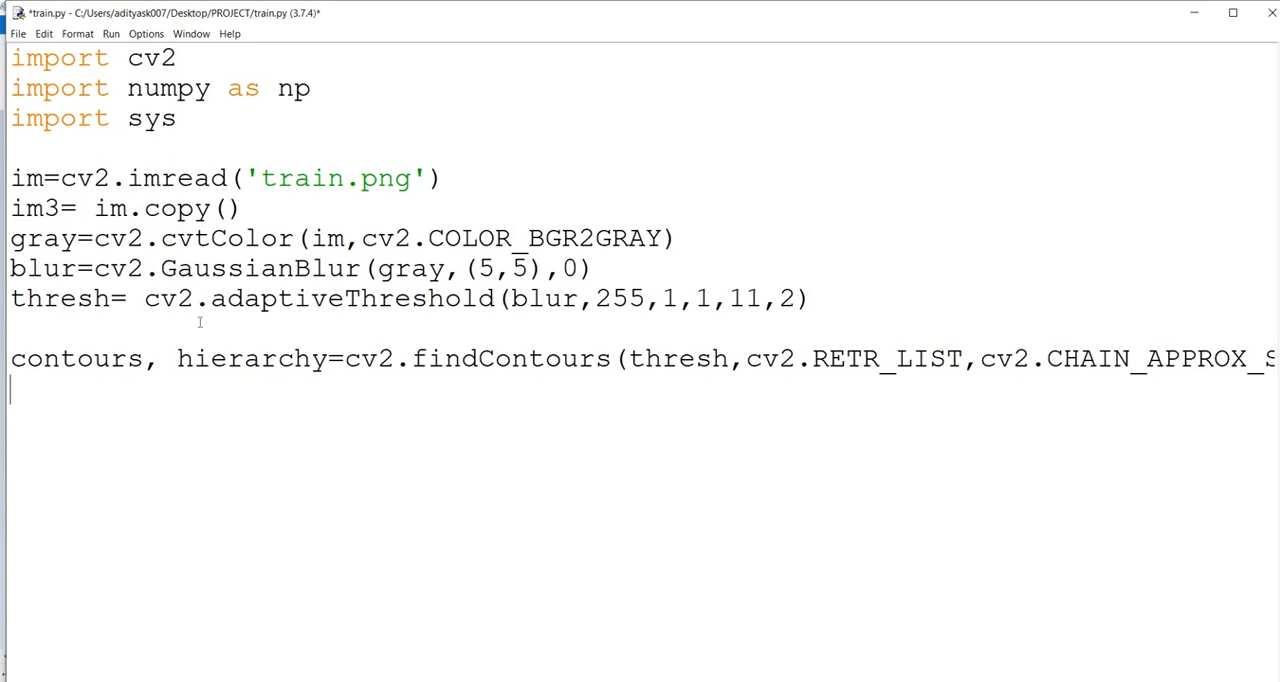 *train.py - C:/Users/adityask007/Desktop/PROJECT/train.py (3.7.4)*
File Edit Format Run Options Window Help
import cv2
import numpy as np
import sys
im=cv2.imread('train.png')
im3= im.copy()
gray=cv2.cvtColor(im,cv2.COLOR_BGR2GRAY)
blur=cv2.GaussianBlur(gray,(5,5),0)
thresh= cv2.adaptiveThreshold(blur,255,1,1,11,2)
contours, hierarchy=cv2.findContours(thresh,cv2.RETR_LIST,cv2.CHAIN_APPROX_S